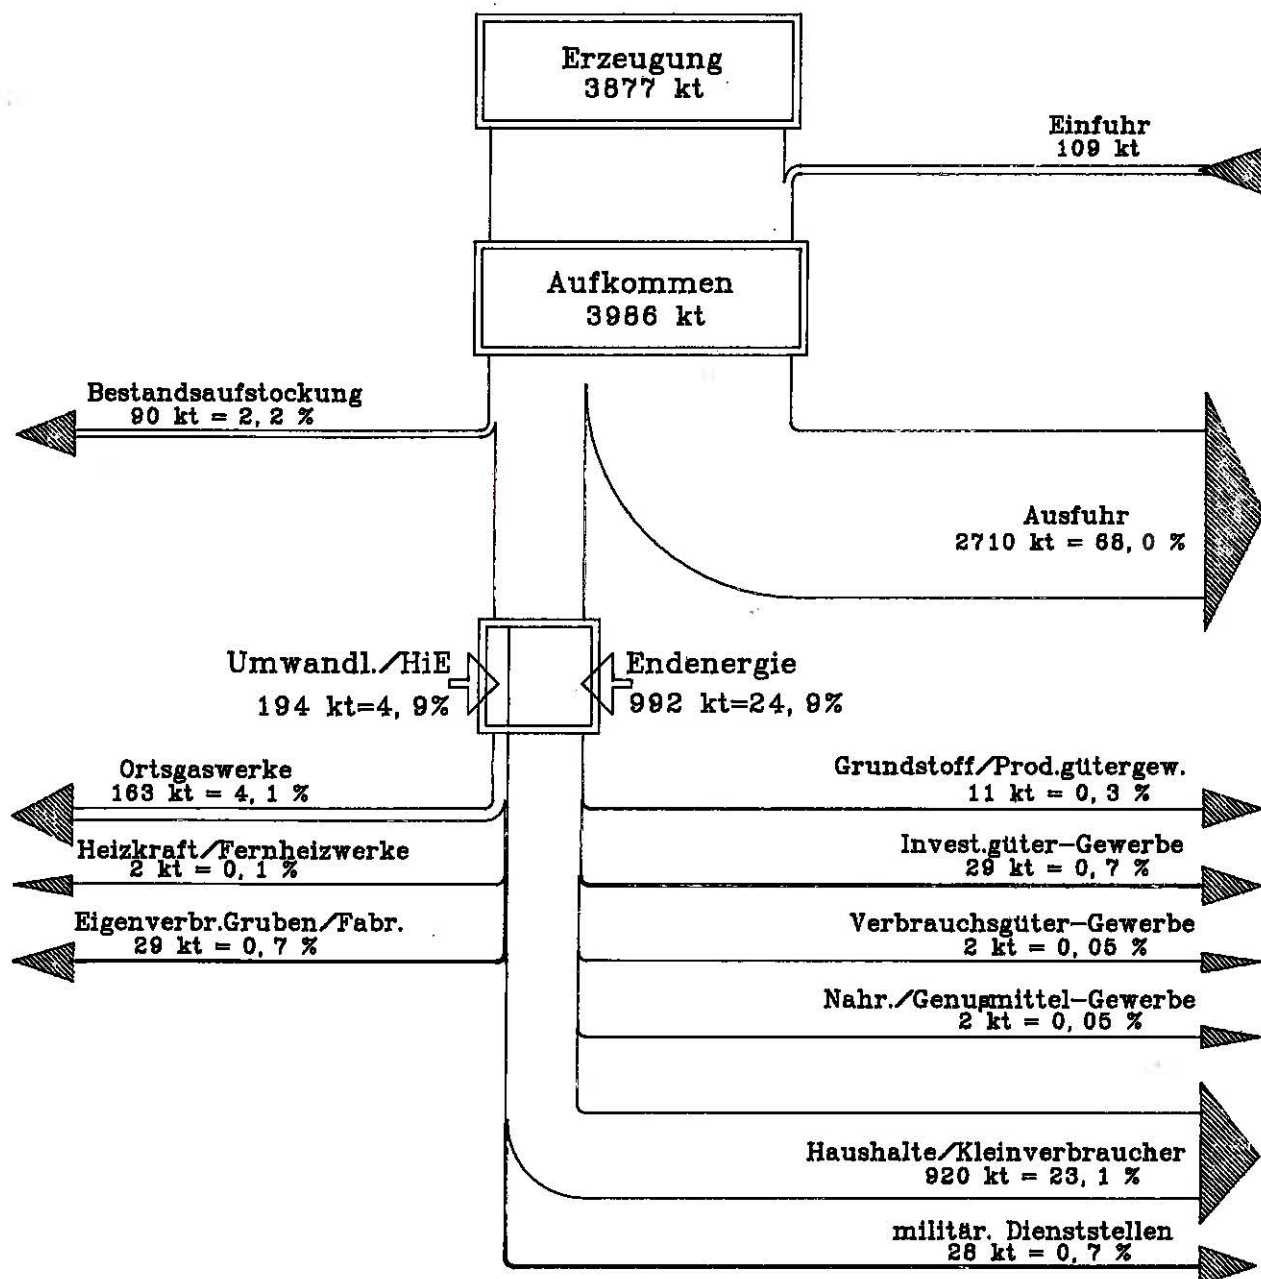 Erzeugung
3877 kt
Einfuhr
109 kt
Aufkommen
3986 kt
Bestandsaufstockung
90 kt = 2, 2 %
Ausfuhr
2710 kt = 68, 0 %
Umwandl./HiE
194 kt=4, 9%
Endenergie
992 kt=24, 9%
Ortsgaswerke
163 kt = 4, 1 %
Grundstoff/Prod.gütergew.
11 kt = 0, 3 %
Heizkraft/Fernheizwerke
2 kt = 0, 1 %
Invest.güter-Gewerbe
29 kt = 0, 7 %
Eigenverbr.Gruben/Fabr.
29 kt = 0, 7 %
Verbrauchsgüter-Gewerbe
2 kt = 0, 05 %
Nahr./Genußmittel-Gewerbe
2 kt = 0, 05 %
Haushalte/Kleinverbraucher
920 kt = 23, 1 %
militär. Dienststellen
28 kt = 0, 7 %